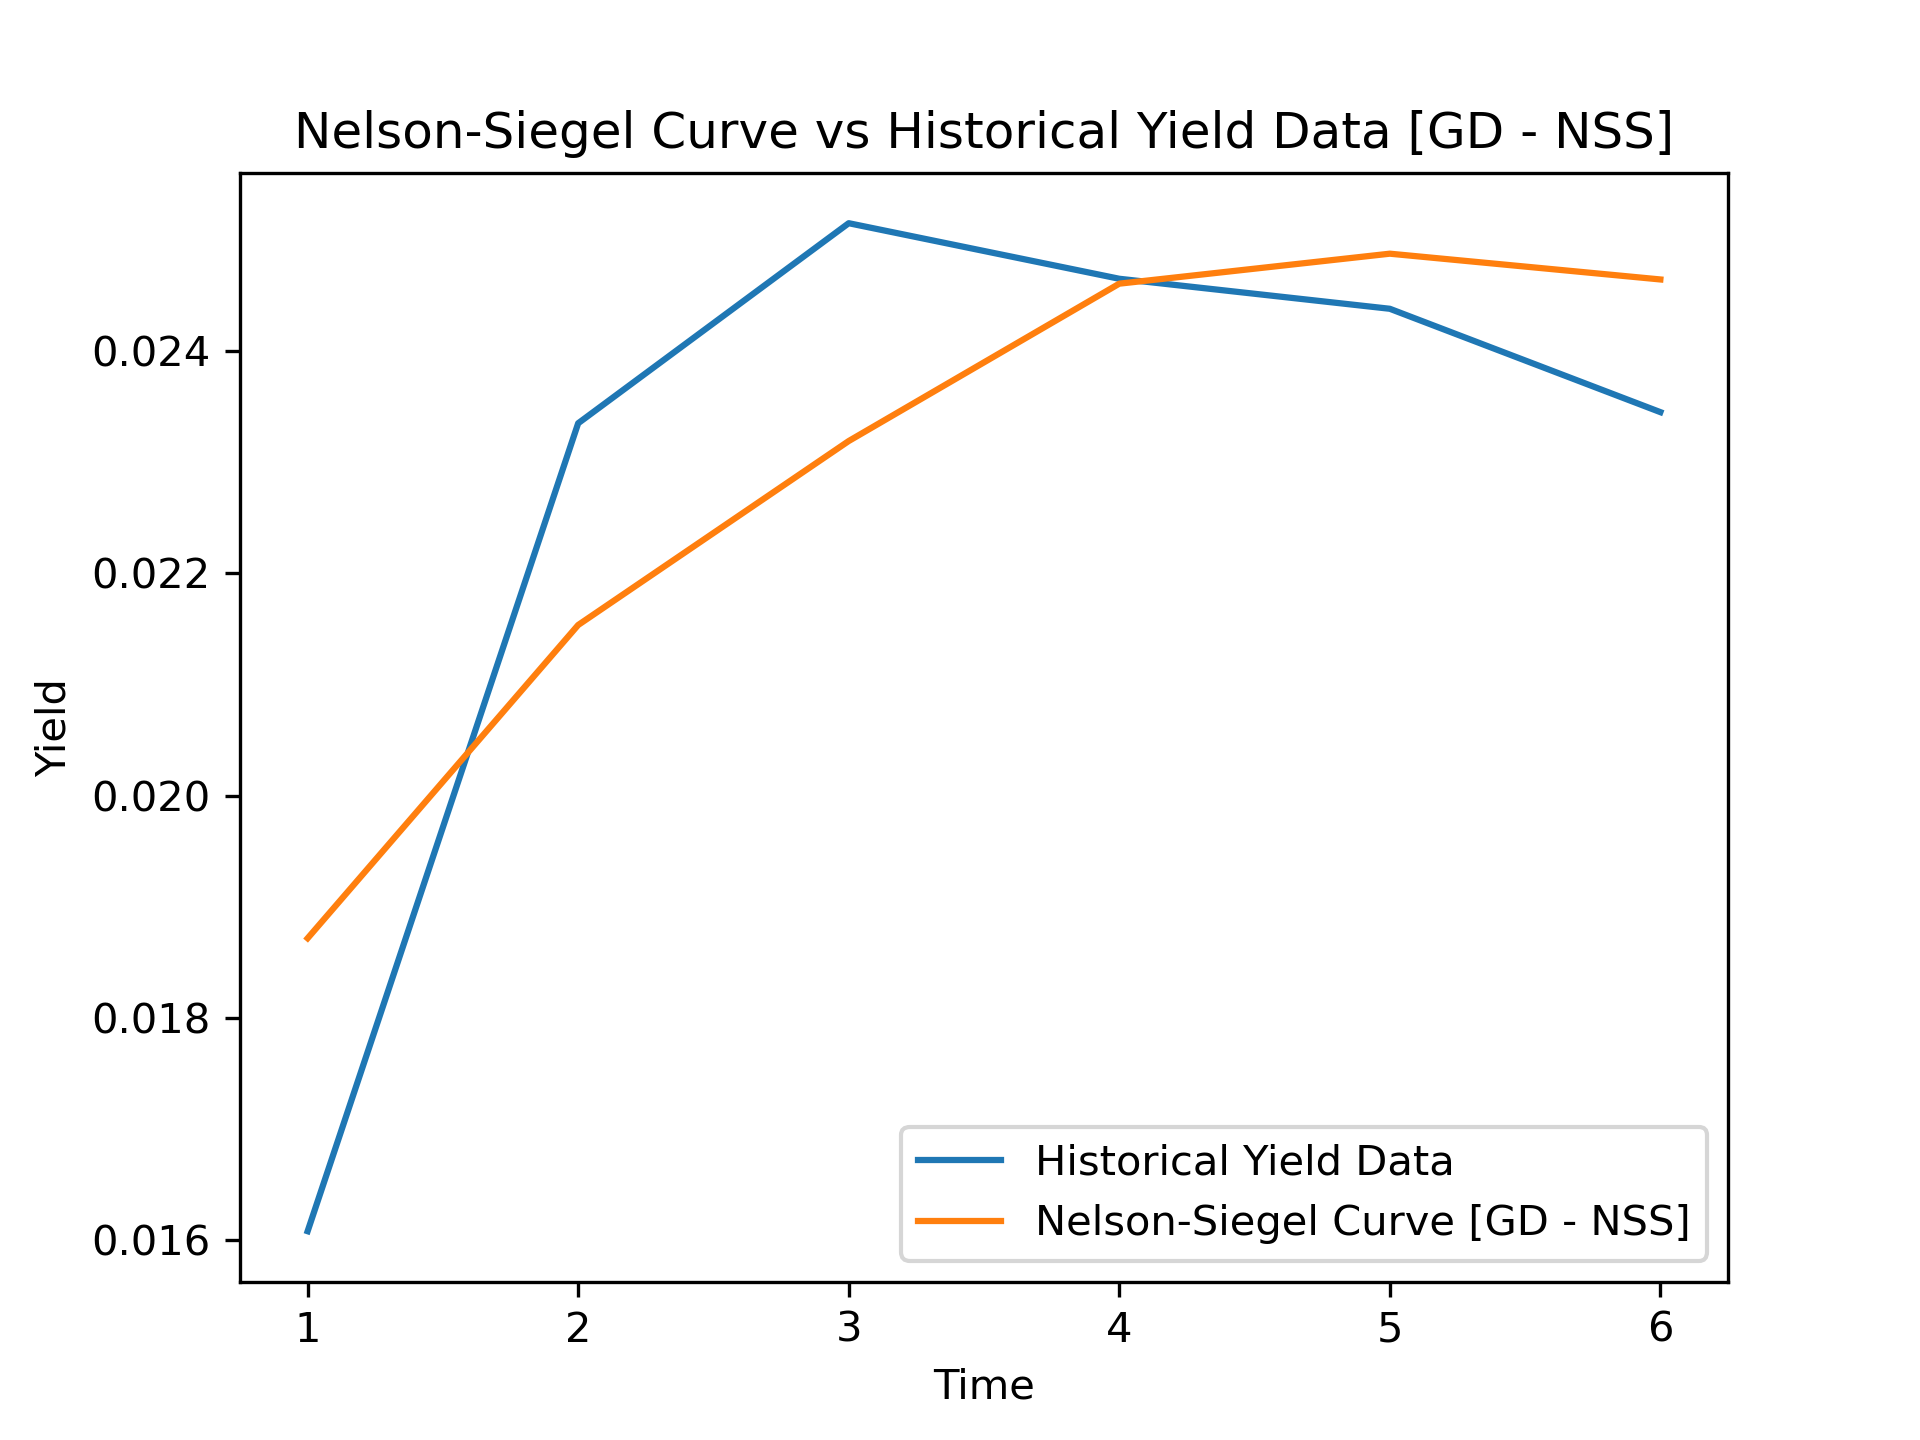 Nelson-Siegel Curve vs Historical Yield Data [GD - NSS]
Yield
0.024
0.022
0.020
0.018
0.016
Historical Yield Data
Nelson-Siegel Curve [GD - NSS]
1 2 3 4 5 6
Time